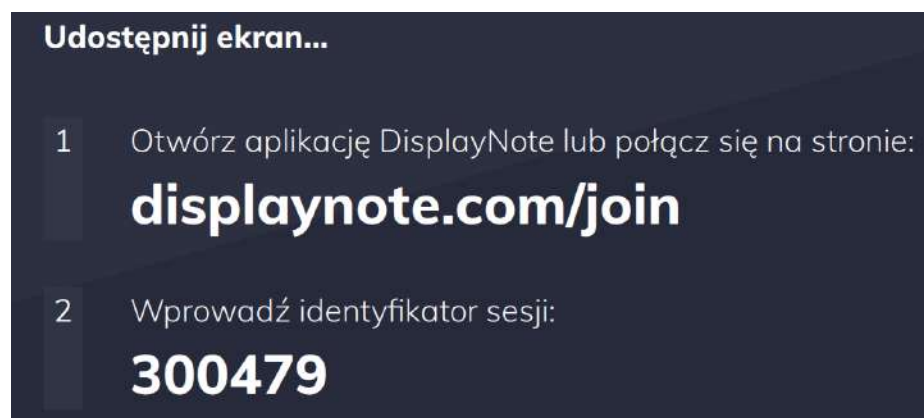 Udostępnij ekran...
1 Otwórz aplikację DisplayNote lub połącz się na stronie:
displaynote.com/join
2 Wprowadź identyfikator sesji:
300479